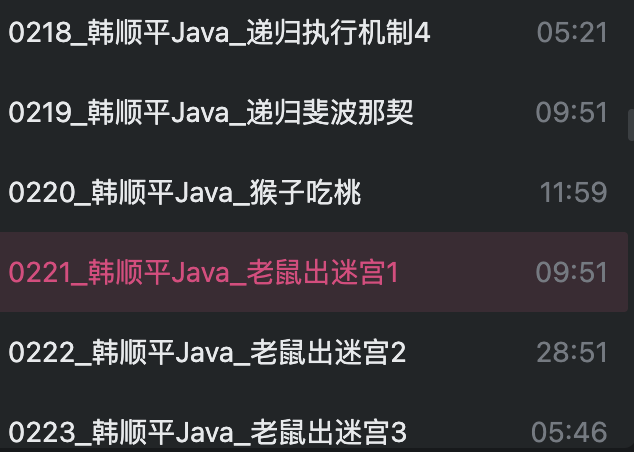 0218_韩顺平Java_递归执行机制4 05:21
0219_韩顺平Java_递归斐波那契 09:51
0220_韩顺平Java_猴子吃桃 11:59
0221_韩顺平Java_老鼠出迷宫1 09:51
0222_韩顺平Java_老鼠出迷宫2 28:51
0223_韩顺平Java_老鼠出迷宫3 05:46